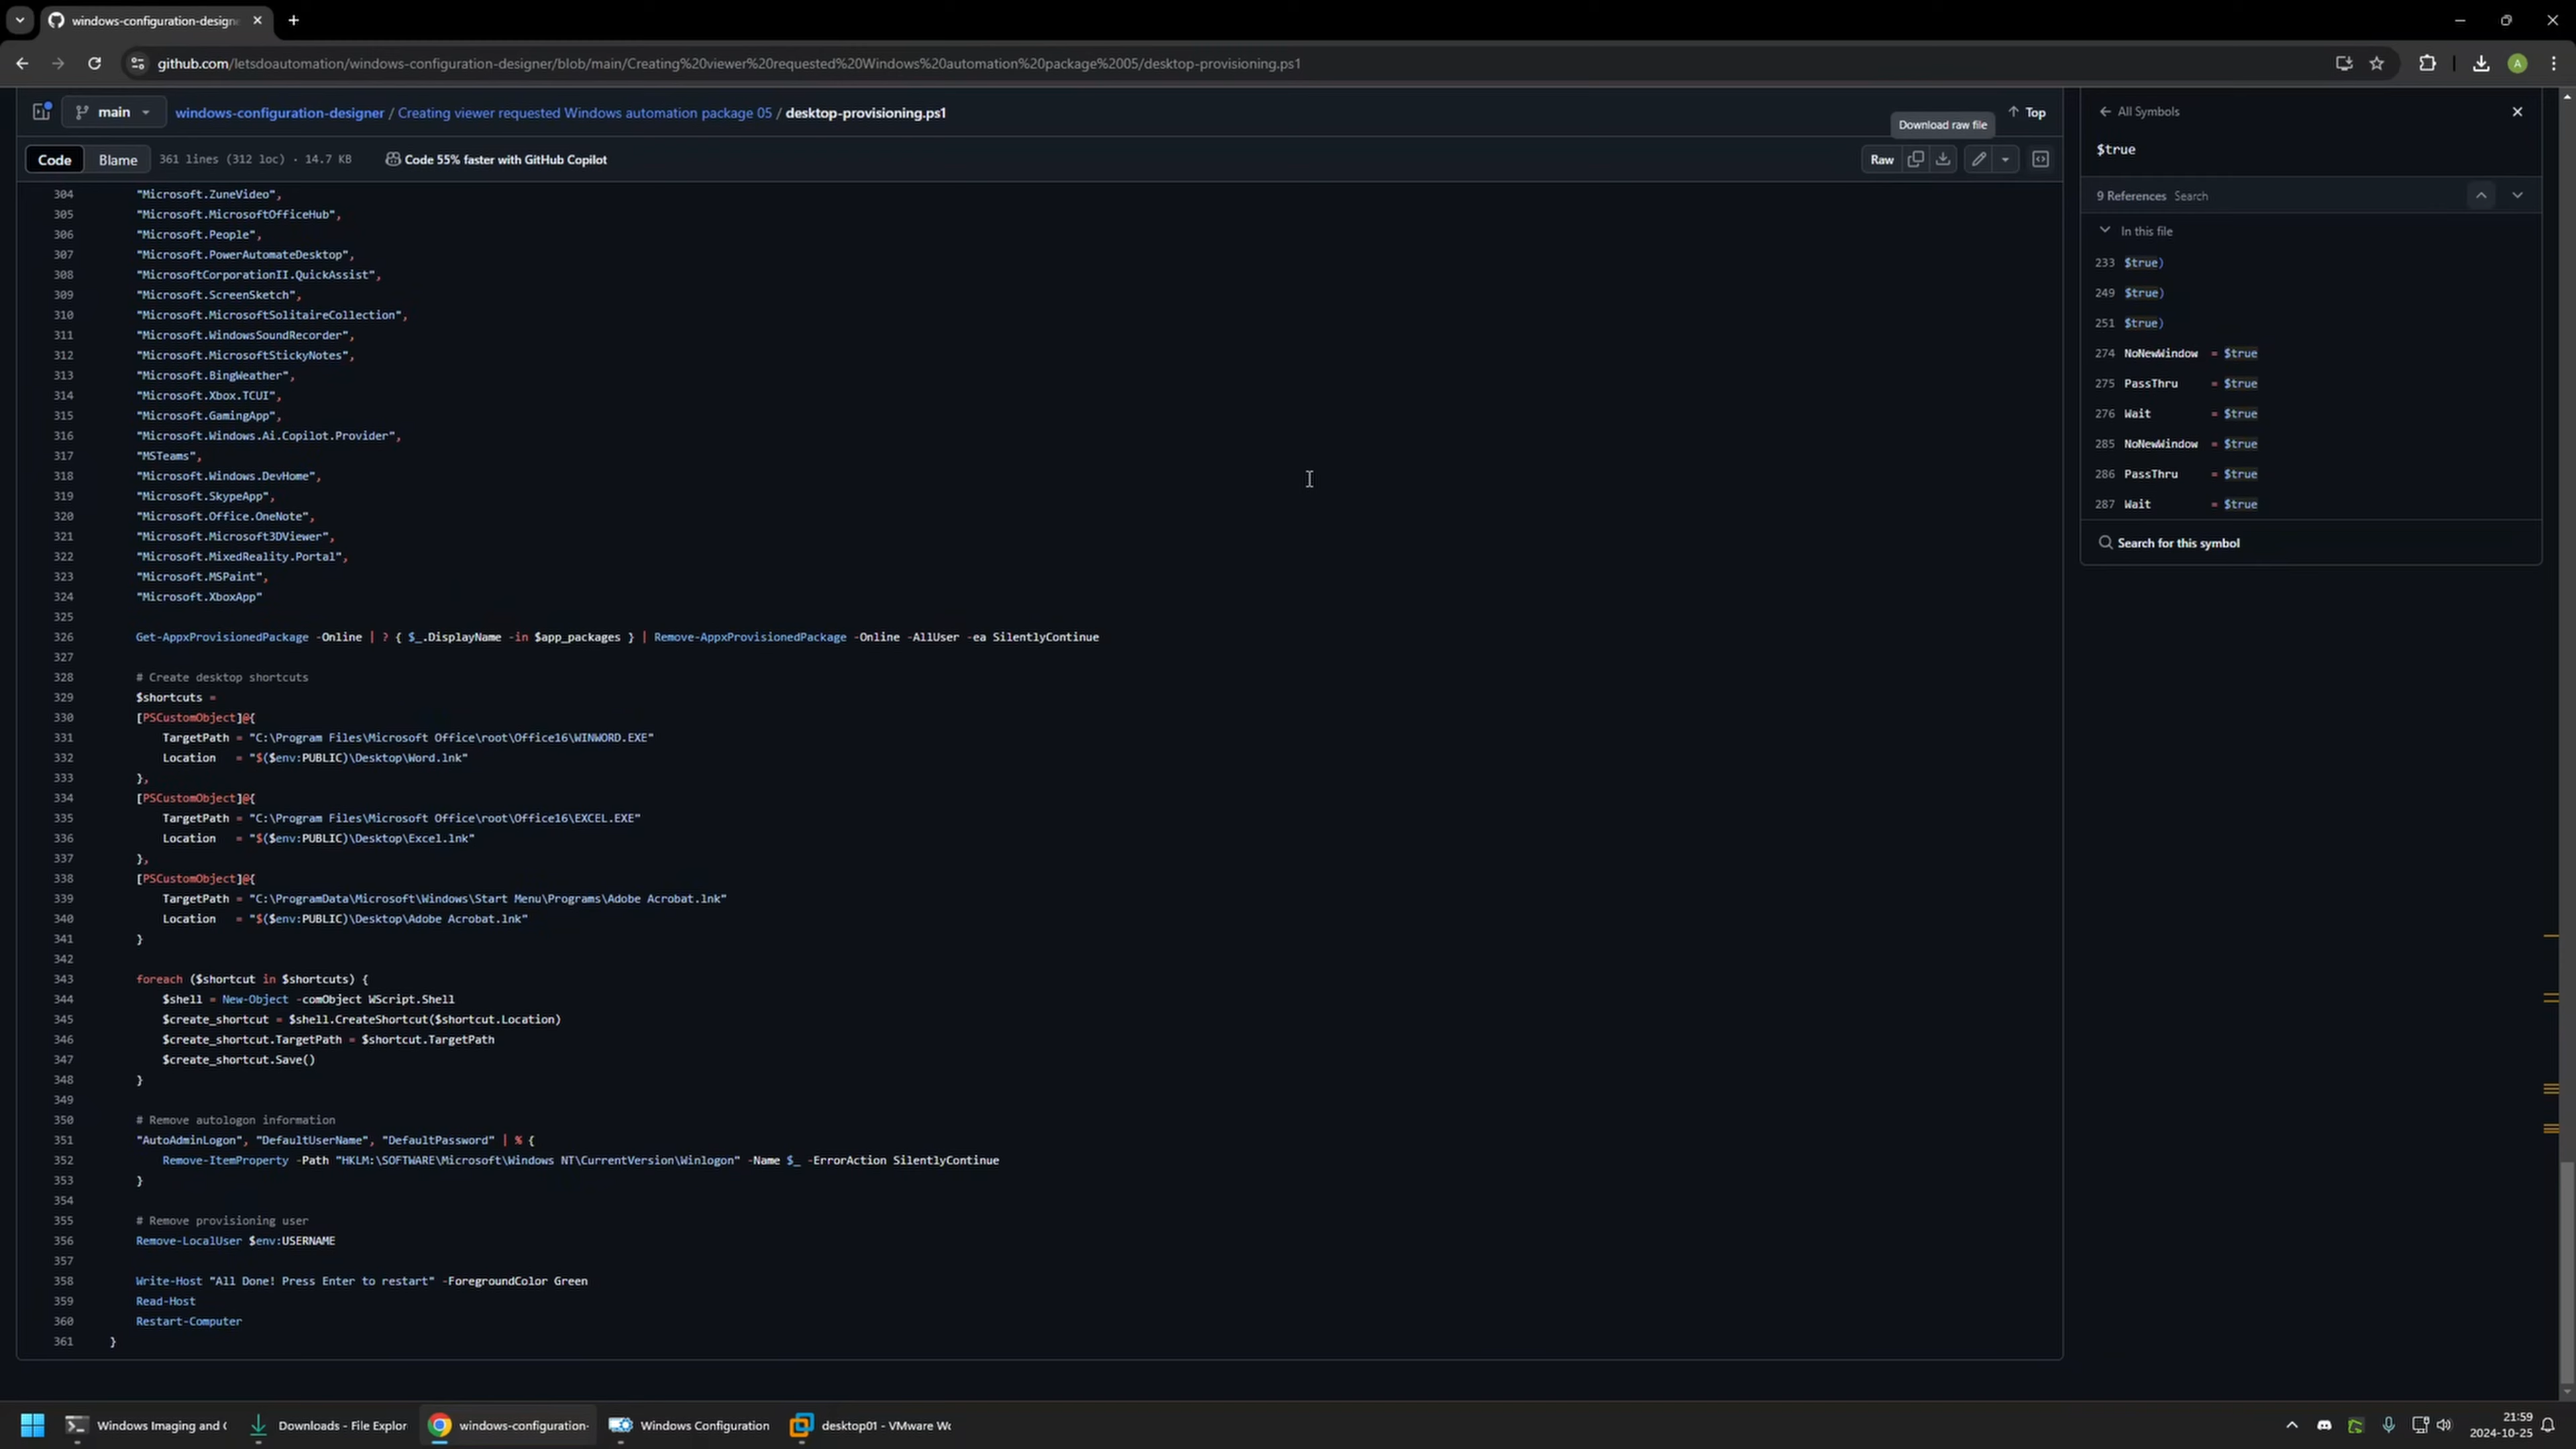 windows-configuration-designe
github.com/letsdoautomation/windows-configuration-designer/blob/main/Creating%20viewer%20requested%20Windows%20automation%20package%2005/desktop-provisioning.ps1
A
main
windows-configuration-designer / Creating viewer requested Windows automation package 05 / desktop-provisioning.ps1
Download raw file
Top
Code Blame 361 lines (312 loc) · 14.7 KB Code 55% faster with GitHub Copilot
Raw
304 "Microsoft.ZuneVideo",
305 "Microsoft.MicrosoftOfficeHub",
306 "Microsoft.People",
307 "Microsoft.PowerAutomateDesktop",
308 "MicrosoftCorporationII.QuickAssist",
309 "Microsoft.ScreenSketch",
310 "Microsoft.MicrosoftSolitaireCollection",
311 "Microsoft.WindowsSoundRecorder",
312 "Microsoft.MicrosoftStickyNotes",
313 "Microsoft.BingWeather",
314 "Microsoft.Xbox.TCUI",
315 "Microsoft.GamingApp",
316 "Microsoft.Windows.Ai.Copilot.Provider",
317 "MSTeams",
318 "Microsoft.Windows.DevHome",
319 "Microsoft.SkypeApp",
320 "Microsoft.Office.OneNote",
321 "Microsoft.Microsoft3DViewer",
322 "Microsoft.MixedReality.Portal",
323 "Microsoft.MSPaint",
324 "Microsoft.XboxApp"
325
326 Get-AppxProvisionedPackage -Online | ? { $_.DisplayName -in $app_packages } | Remove-AppxProvisionedPackage -Online -AllUser -ea SilentlyContinue
327
328 # Create desktop shortcuts
329 $shortcuts =
330 [PSCustomObject]@{
331 TargetPath = "C:\Program Files\Microsoft Office\root\Office16\WINWORD.EXE"
332 Location = "$($env:PUBLIC)\Desktop\Word.lnk"
333 },
334 [PSCustomObject]@{
335 TargetPath = "C:\Program Files\Microsoft Office\root\Office16\EXCEL.EXE"
336 Location = "$($env:PUBLIC)\Desktop\Excel.lnk"
337 },
338 [PSCustomObject]@{
339 TargetPath = "C:\ProgramData\Microsoft\Windows\Start Menu\Programs\Adobe Acrobat.lnk"
340 Location = "$($env:PUBLIC)\Desktop\Adobe Acrobat.lnk"
341 }
342
343 foreach ($shortcut in $shortcuts) {
344 $shell = New-Object -comObject WScript.Shell
345 $create_shortcut = $shell.CreateShortcut($shortcut.Location)
346 $create_shortcut.TargetPath = $shortcut.TargetPath
347 $create_shortcut.Save()
348 }
349
350 # Remove autologon information
351 "AutoAdminLogon", "DefaultUserName", "DefaultPassword" | % {
352 Remove-ItemProperty -Path "HKLM:\SOFTWARE\Microsoft\Windows NT\CurrentVersion\Winlogon" -Name $_ -ErrorAction SilentlyContinue
353 }
354
355 # Remove provisioning user
356 Remove-LocalUser $env:USERNAME
357
358 Write-Host "All Done! Press Enter to restart" -ForegroundColor Green
359 Read-Host
360 Restart-Computer
361 }
All Symbols
$true
9 References Search
In this file
233 $true)
249 $true)
251 $true)
274 NoNewWindow = $true
275 PassThru = $true
276 Wait = $true
285 NoNewWindow = $true
286 PassThru = $true
287 Wait = $true
Search for this symbol
Windows Imaging and C
Downloads - File Explor
windows-configuration-
Windows Configuration
desktop01 - VMware Wo
21:59
2024-10-25